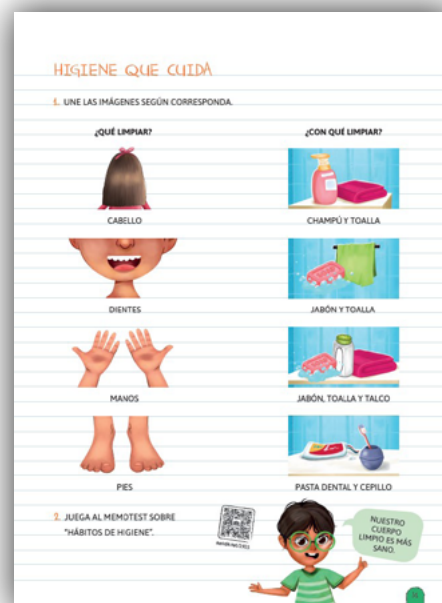 HIGIENE QUE CUIDA
1. UNE LAS IMÁGENES SEGÚN CORRESPONDA.
¿QUÉ LIMPIAR?
¿CON QUÉ LIMPIAR?
CABELLO
CHAMPÚ Y TOALLA
DIENTES
JABÓN Y TOALLA
MANOS
JABÓN, TOALLA Y TALCO
PIES
PASTA DENTAL Y CEPILLO
2. JUEGA AL MEMOTEST SOBRE
"HÁBITOS DE HIGIENE".
NUESTRO
CUERPO
LIMPIO ES MÁS
SANO.